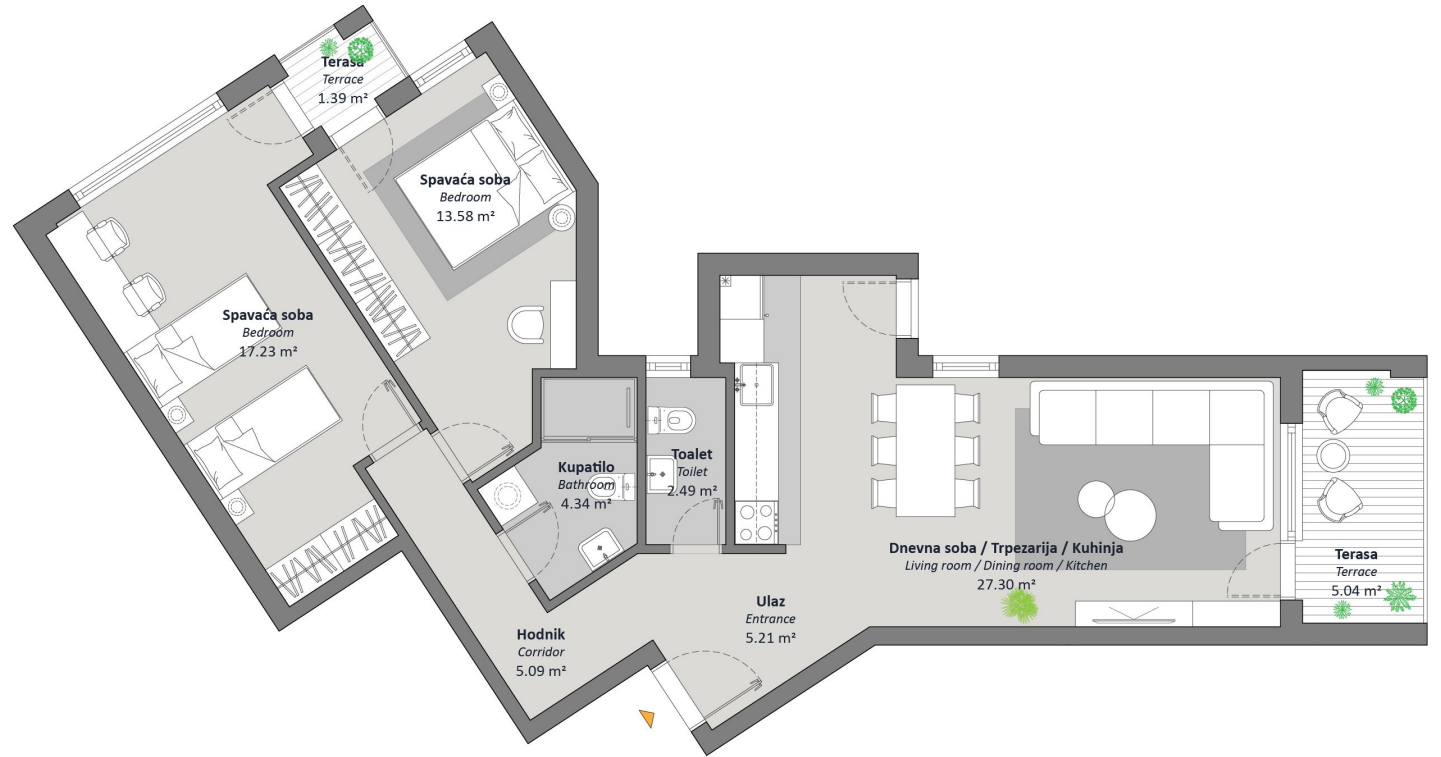 Terasa
Terrace
1.39 m²
Spavaća soba
Bedroom
13.58 m²
Spavaća soba
Bedroom
17.23 m²
Kupatilo
Bathroom
4.34 m²
Toalet
Toilet
2.49 m²
Dnevna soba / Trpezarija / Kuhinja
Living room / Dining room / Kitchen
27.30 m²
Terasa
Terrace
5.04 m²
Ulaz
Entrance
5.21 m²
Hodnik
Corridor
5.09 m²